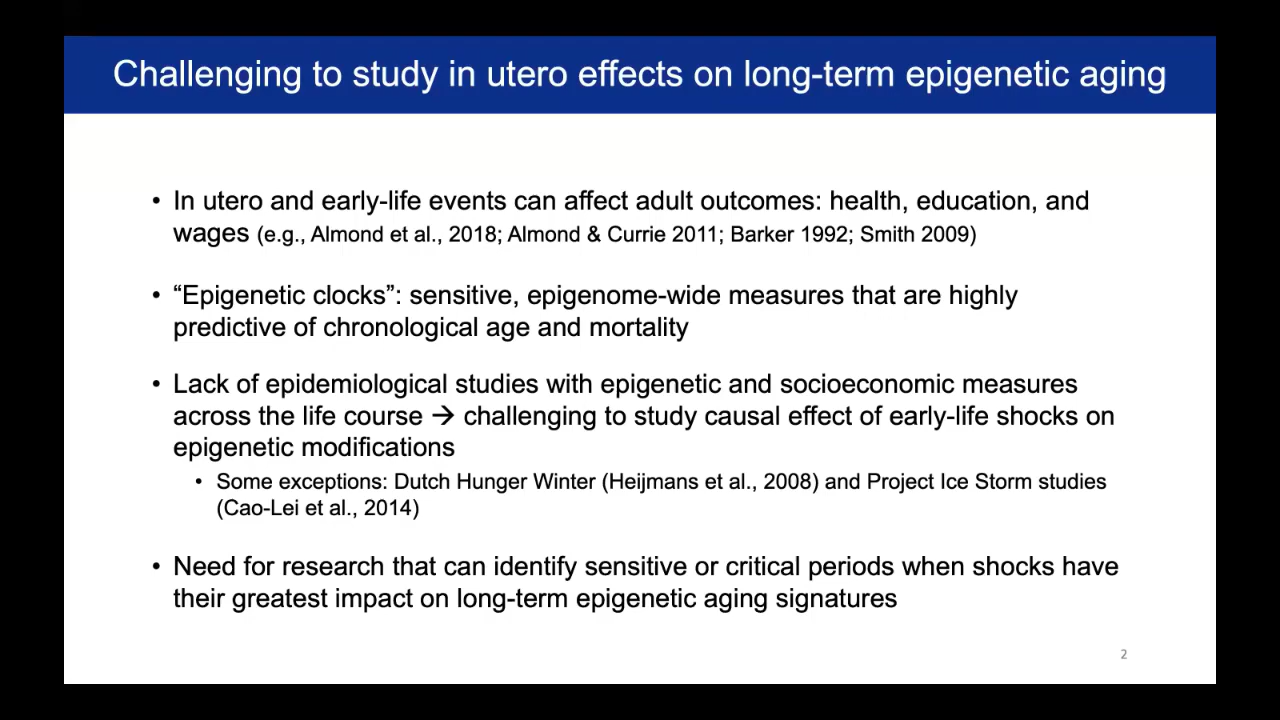 Challenging to study in utero effects on long-term epigenetic aging
• In utero and early-life events can affect adult outcomes: health, education, and
wages (e.g., Almond et al., 2018; Almond & Currie 2011; Barker 1992; Smith 2009)
• “Epigenetic clocks”: sensitive, epigenome-wide measures that are highly
predictive of chronological age and mortality
• Lack of epidemiological studies with epigenetic and socioeconomic measures
across the life course → challenging to study causal effect of early-life shocks on
epigenetic modifications
• Some exceptions: Dutch Hunger Winter (Heijmans et al., 2008) and Project Ice Storm studies
(Cao-Lei et al., 2014)
• Need for research that can identify sensitive or critical periods when shocks have
their greatest impact on long-term epigenetic aging signatures
2